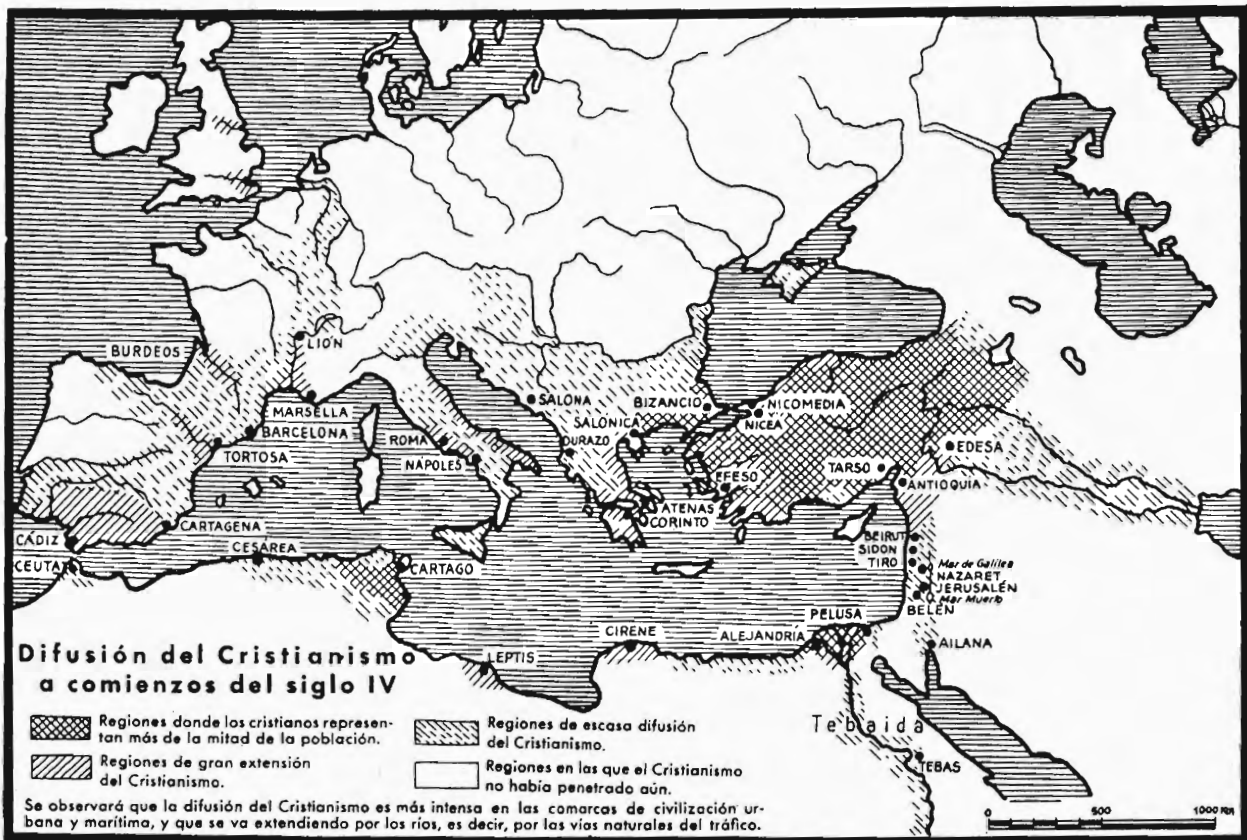 BURDEOS
LIÓN
MARSELLA
BARCELONA
TORTOSA
ROMA
NÁPOLES
SALONA
SALONICA
DURAZO
BIZANCIO
NICOMEDIA
NICEA
EFESO
ATENAS
CORINTO
TARSO
EDESA
ANTIOQUÍA
CARTAGENA
CÁDIZ
CEUTA
CESÁREA
CARTAGO
BEIRUT
SIDON
TIRO
Mar de Galilea
NAZARET
JERUSALÉN
Mar Muerto
BELÉN
PELUSA
CIRENE
ALEJANDRÍA
AILANA
LEPTIS
Tebaida
TEBAS
Difusión del Cristianismo
a comienzos del siglo IV
Regiones donde los cristianos represen-
tan más de la mitad de la población.
Regiones de gran extensión
del Cristianismo.
Regiones de escasa difusión
del Cristianismo.
Regiones en las que el Cristianismo
no había penetrado aún.
Se observará que la difusión del Cristianismo es más intensa en las comarcas de civilización ur-
bana y marítima, y que se va extendiendo por los ríos, es decir, por las vías naturales del tráfico.
0 500 1000 Km